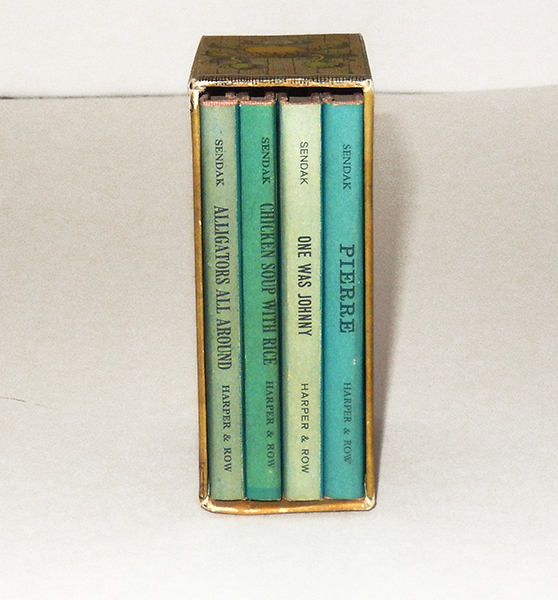 SENDAK ALLIGATORS ALL AROUND HARPER & ROW
SENDAK CHICKEN SOUP WITH RICE HARPER & ROW
SENDAK ONE WAS JOHNNY HARPER & ROW
SENDAK PIERRE HARPER & ROW